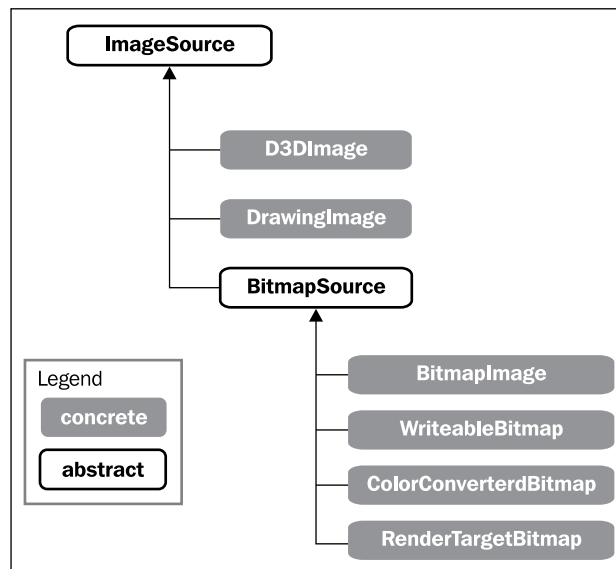 ImageSource
D3DImage
DrawingImage
BitmapSource
BitmapImage
WriteableBitmap
ColorConverterdBitmap
RenderTargetBitmap
Legend
concrete
abstract